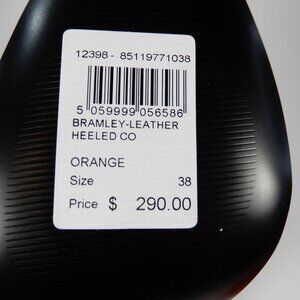 12398 - 85119771038
5 059999 056586
BRAMLEY-LEATHER
HEELED CO
ORANGE
Size 38
Price $ 290.00